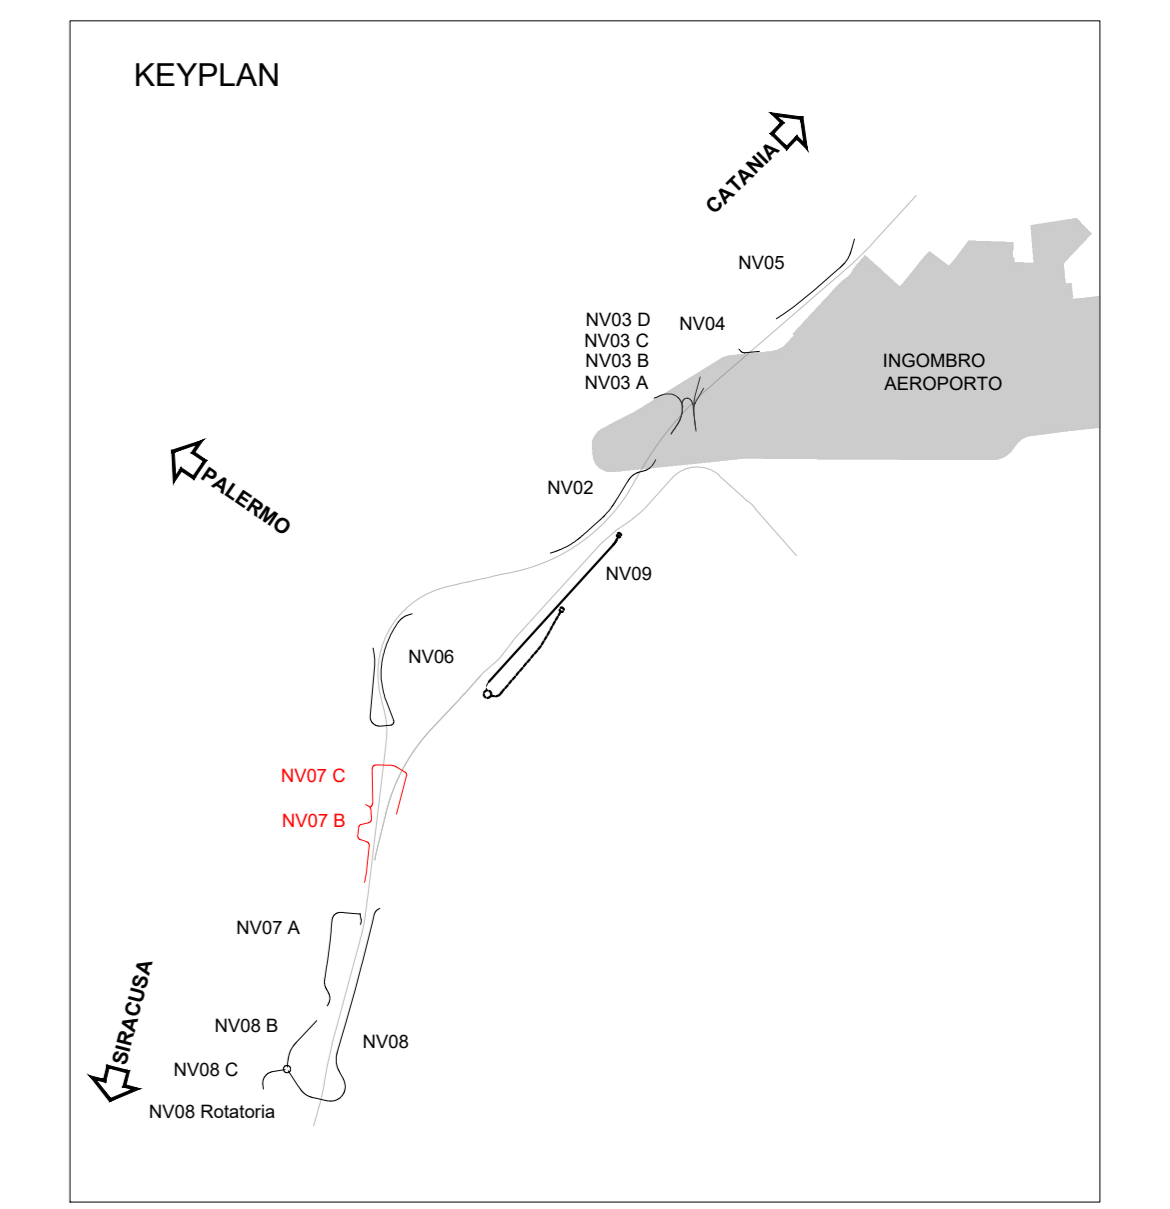 KEYPLAN
CATANIA
NV05
NV03 D
NV04
NV03 C
NV03 B
NV03 A
INGOMBRO
AEROPORTO
PALERMO
NV02
NV09
NV06
NV07 C
NV07 B
NV07 A
SIRACUSA
NV08 B
NV08
NV08 C
NV08 Rotatoria